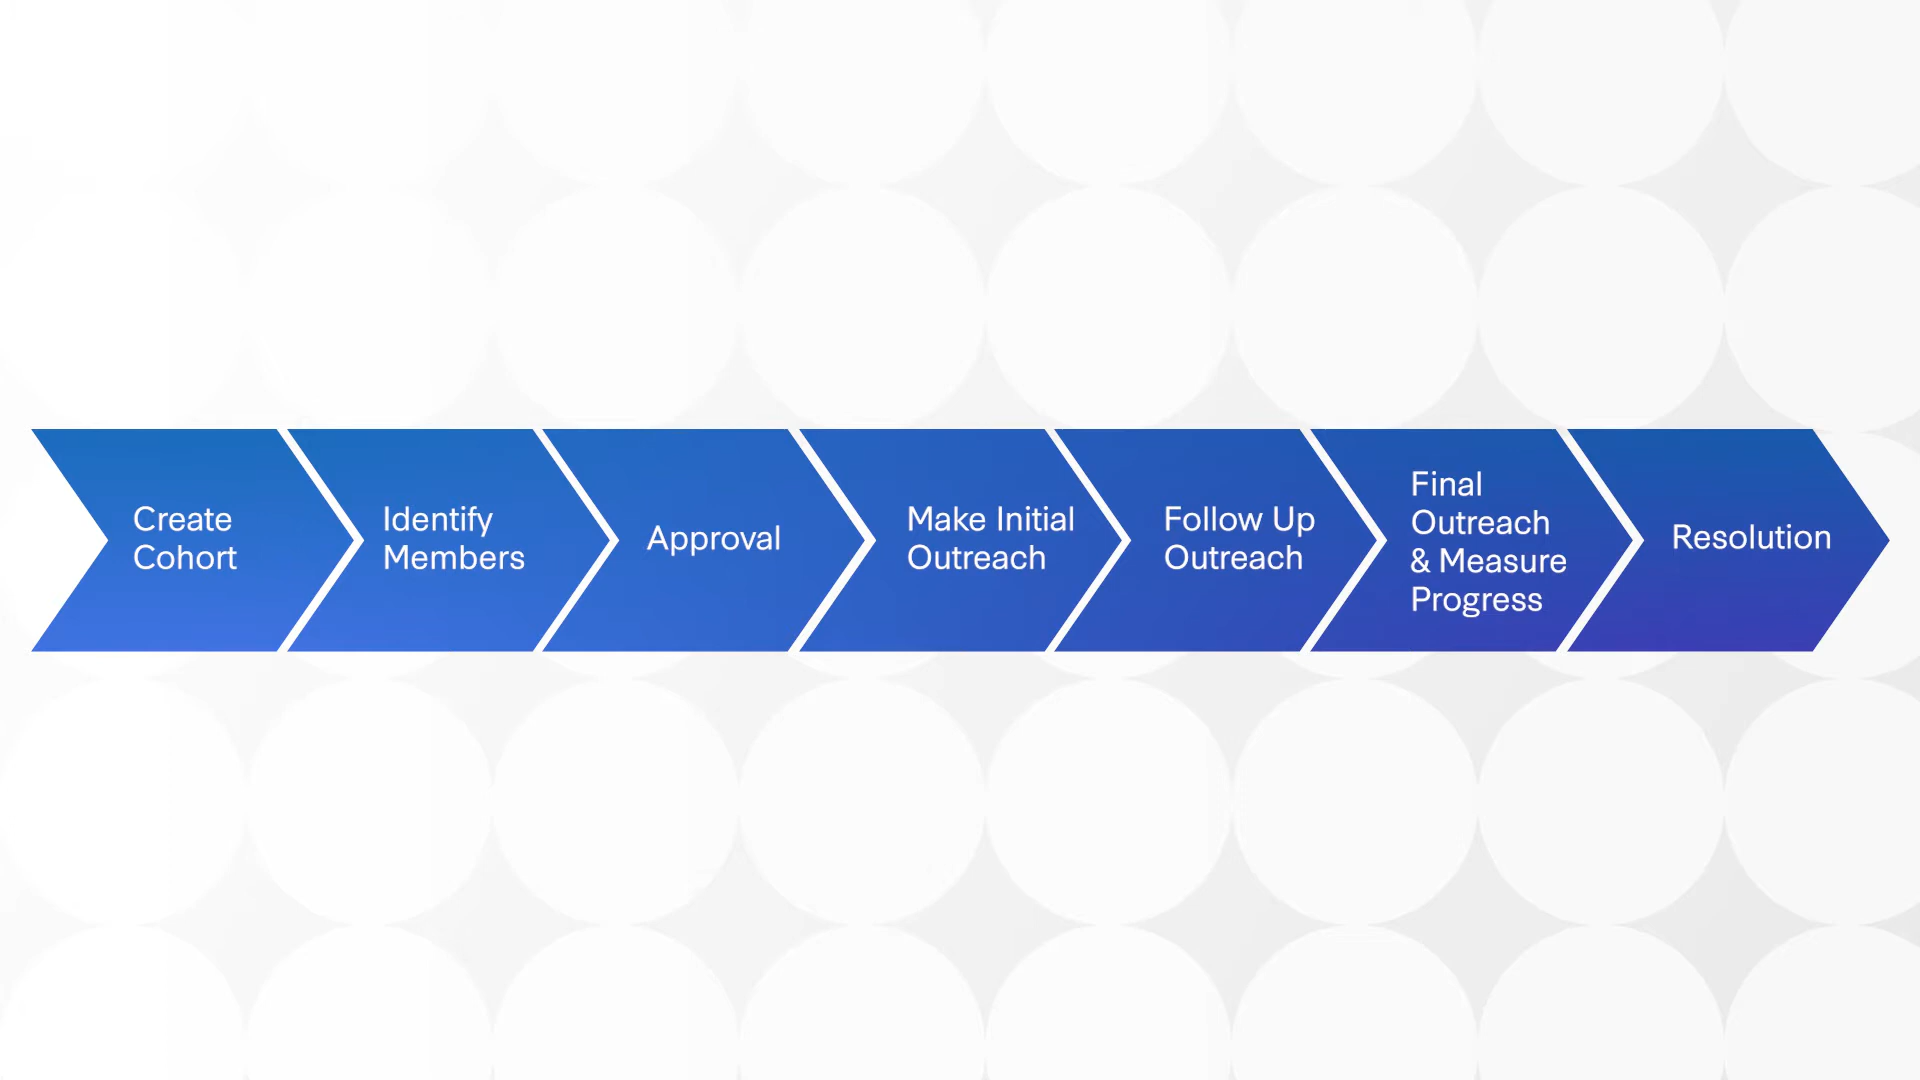 Create
Cohort
Identify
Members
Approval
Make Initial
Outreach
Follow Up
Outreach
Final
Outreach
& Measure
Progress
Resolution